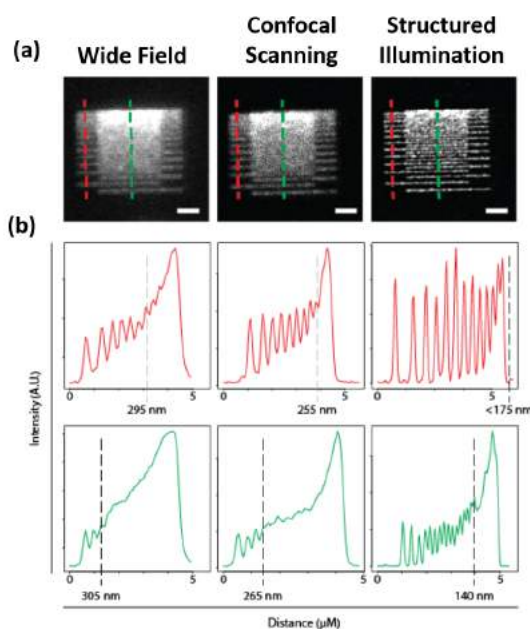 (a)
Wide Field
Confocal
Scanning
Structured
Illumination
(b)
Intensity (A.U.)
0
5
295 nm
0
5
255 nm
0
5
<175 nm
0
5
305 nm
0
5
265 nm
0
5
140 nm
Distance (µM)